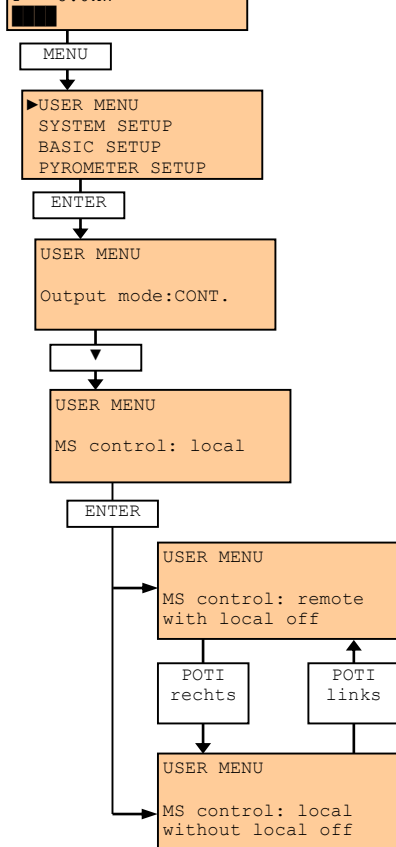 MENU
►USER MENU
SYSTEM SETUP
BASIC SETUP
PYROMETER SETUP
ENTER
USER MENU
Output mode:CONT.
▼
USER MENU
MS control: local
ENTER
USER MENU
MS control: remote
with local off
POTI
rechts
POTI
links
USER MENU
MS control: local
without local off